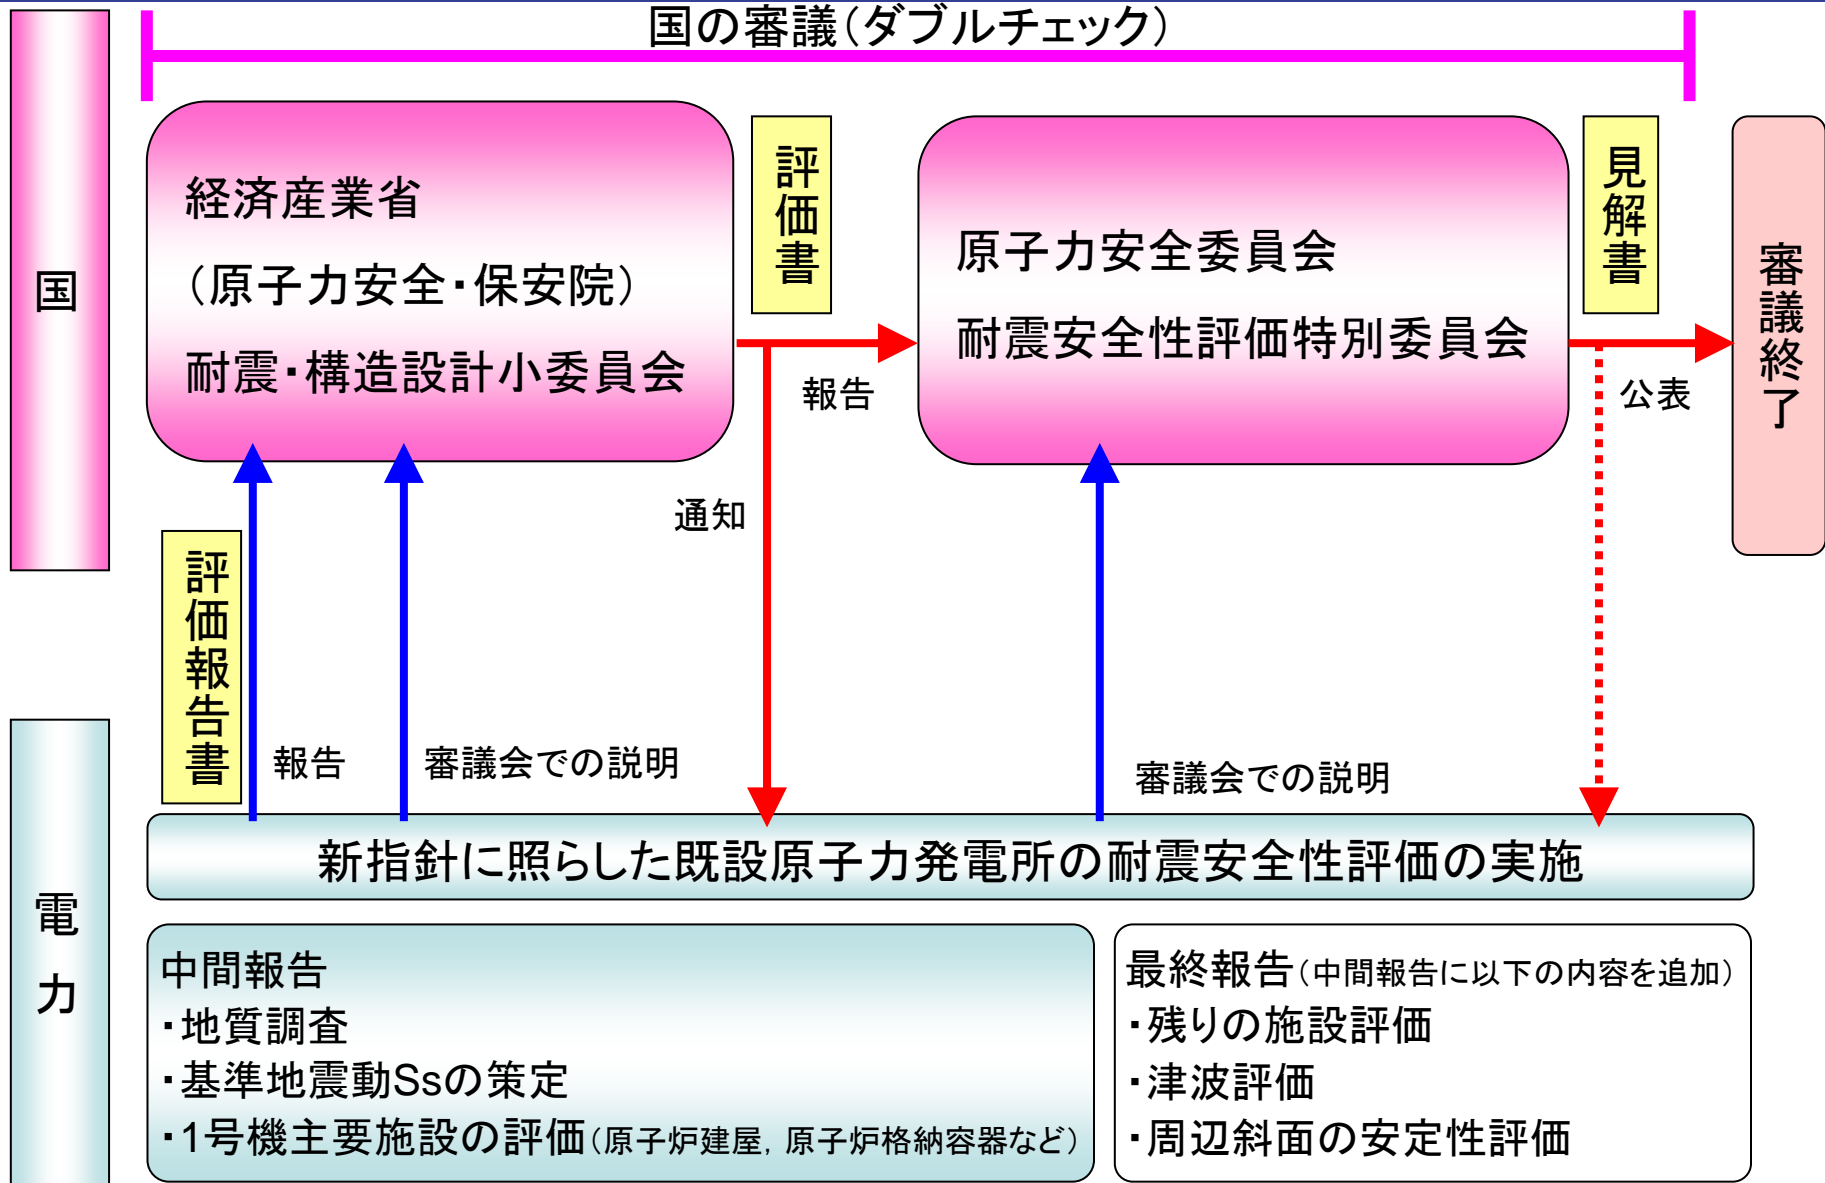 国の審議（ダブルチェック）
国
経済産業省
（原子力安全・保安院）
耐震・構造設計小委員会
評価書
報告
原子力安全委員会
耐震安全性評価特別委員会
見解書
公表
審議終了
通知
評価報告書
報告
審議会での説明
審議会での説明
電力
新指針に照らした既設原子力発電所の耐震安全性評価の実施
中間報告
・地質調査
・基準地震動Ssの策定
・1号機主要施設の評価（原子炉建屋，原子炉格納容器など）
最終報告（中間報告に以下の内容を追加）
・残りの施設評価
・津波評価
・周辺斜面の安定性評価